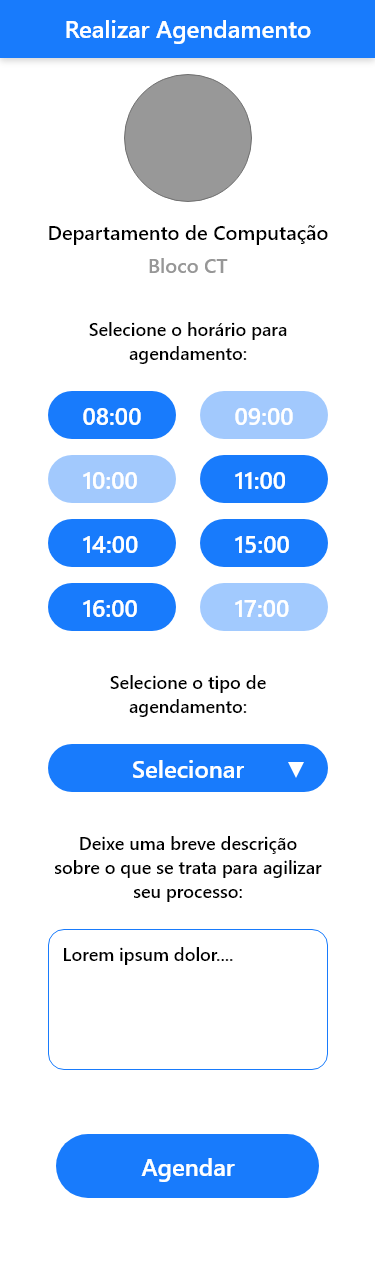 Realizar Agendamento
Departamento de Computação
Bloco CT
Selecione o horário para
agendamento:
08:00 09:00
10:00 11:00
14:00 15:00
16:00 17:00
Selecione o tipo de
agendamento:
Selecionar ▼
Deixe uma breve descrição
sobre o que se trata para agilizar
seu processo:
Lorem ipsum dolor....
Agendar